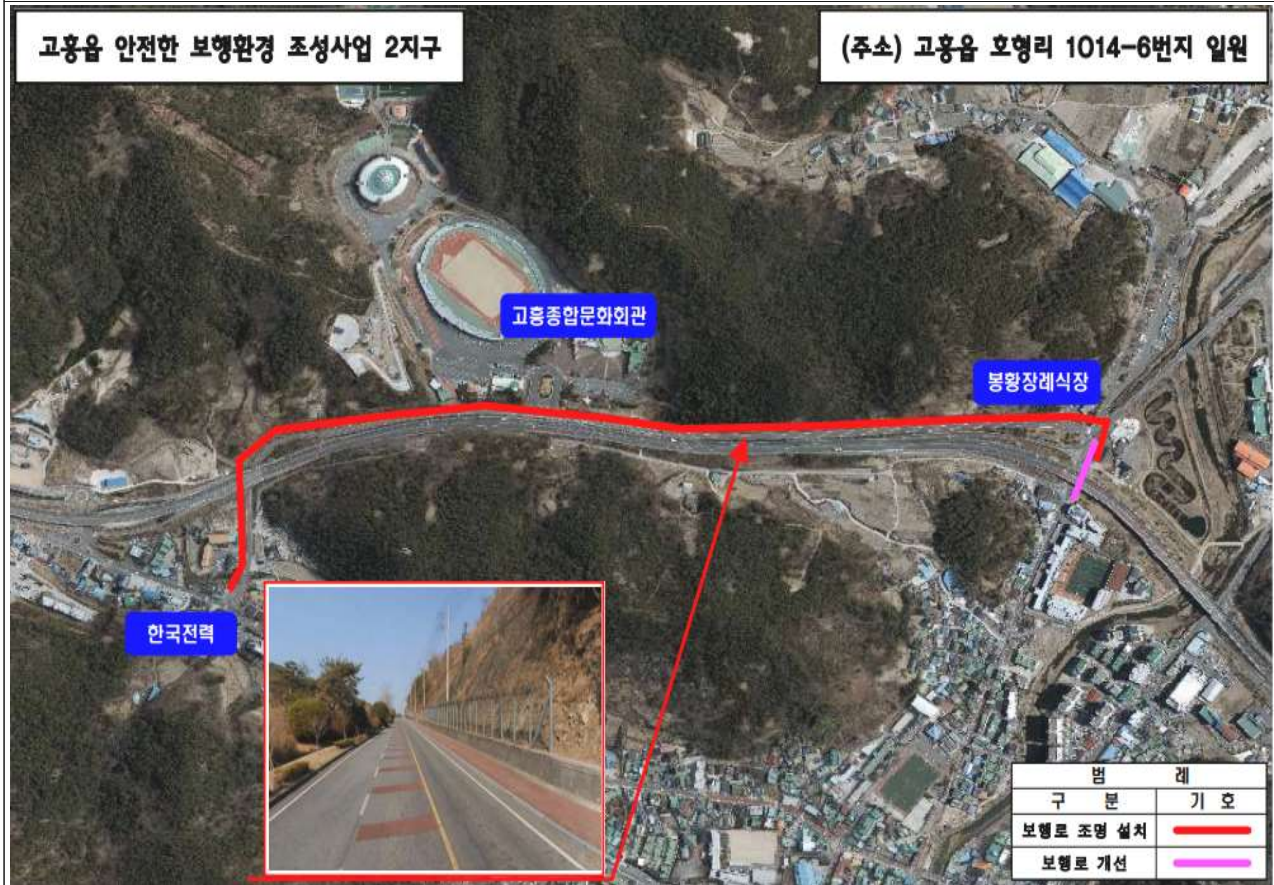 고흥읍 안전한 보행환경 조성사업 2지구
(주소) 고흥읍 호형리 1014-6번지 일원
고흥종합문화회관
봉황장례식장
한국전력
범 례
구 분 기 호
보행로 조명 설치
보행로 개선